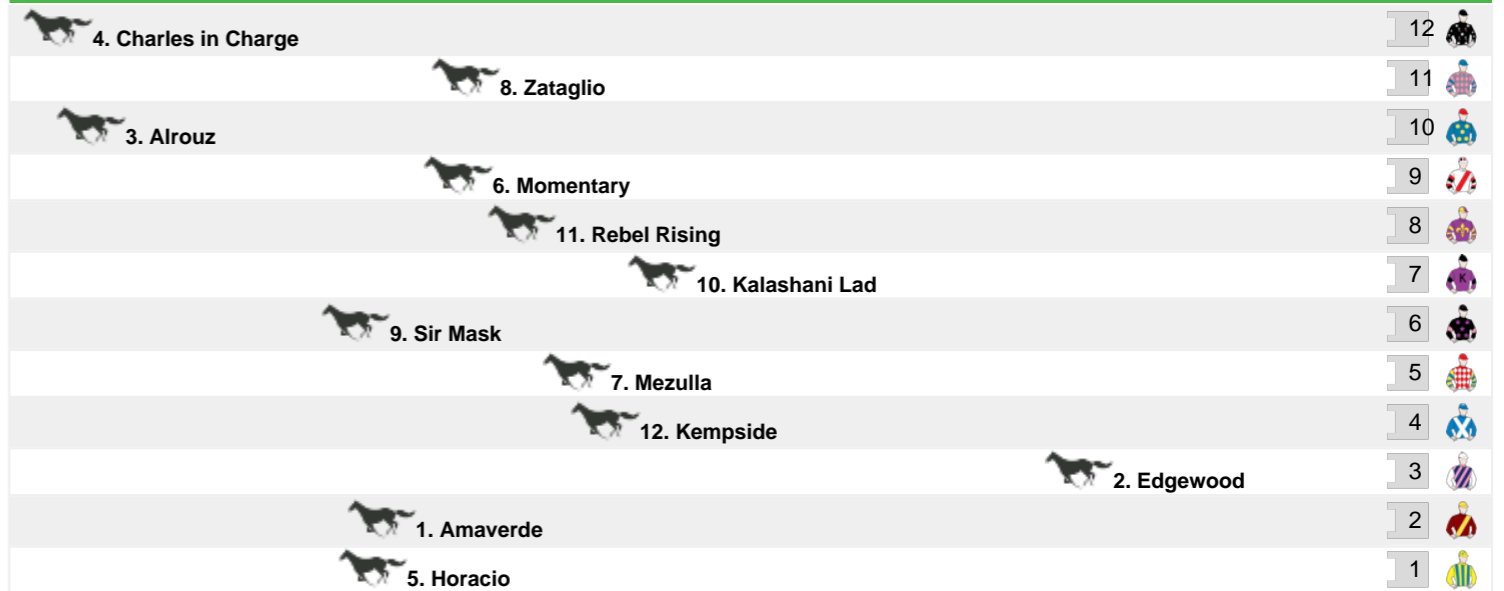 4. Charles in Charge 12
8. Zataglio 11
3. Alrouz 10
6. Momentary 9
11. Rebel Rising 8
10. Kalashani Lad 7
9. Sir Mask 6
7. Mezulla 5
12. Kempside 4
2. Edgewood 3
1. Amaverde 2
5. Horacio 1
K